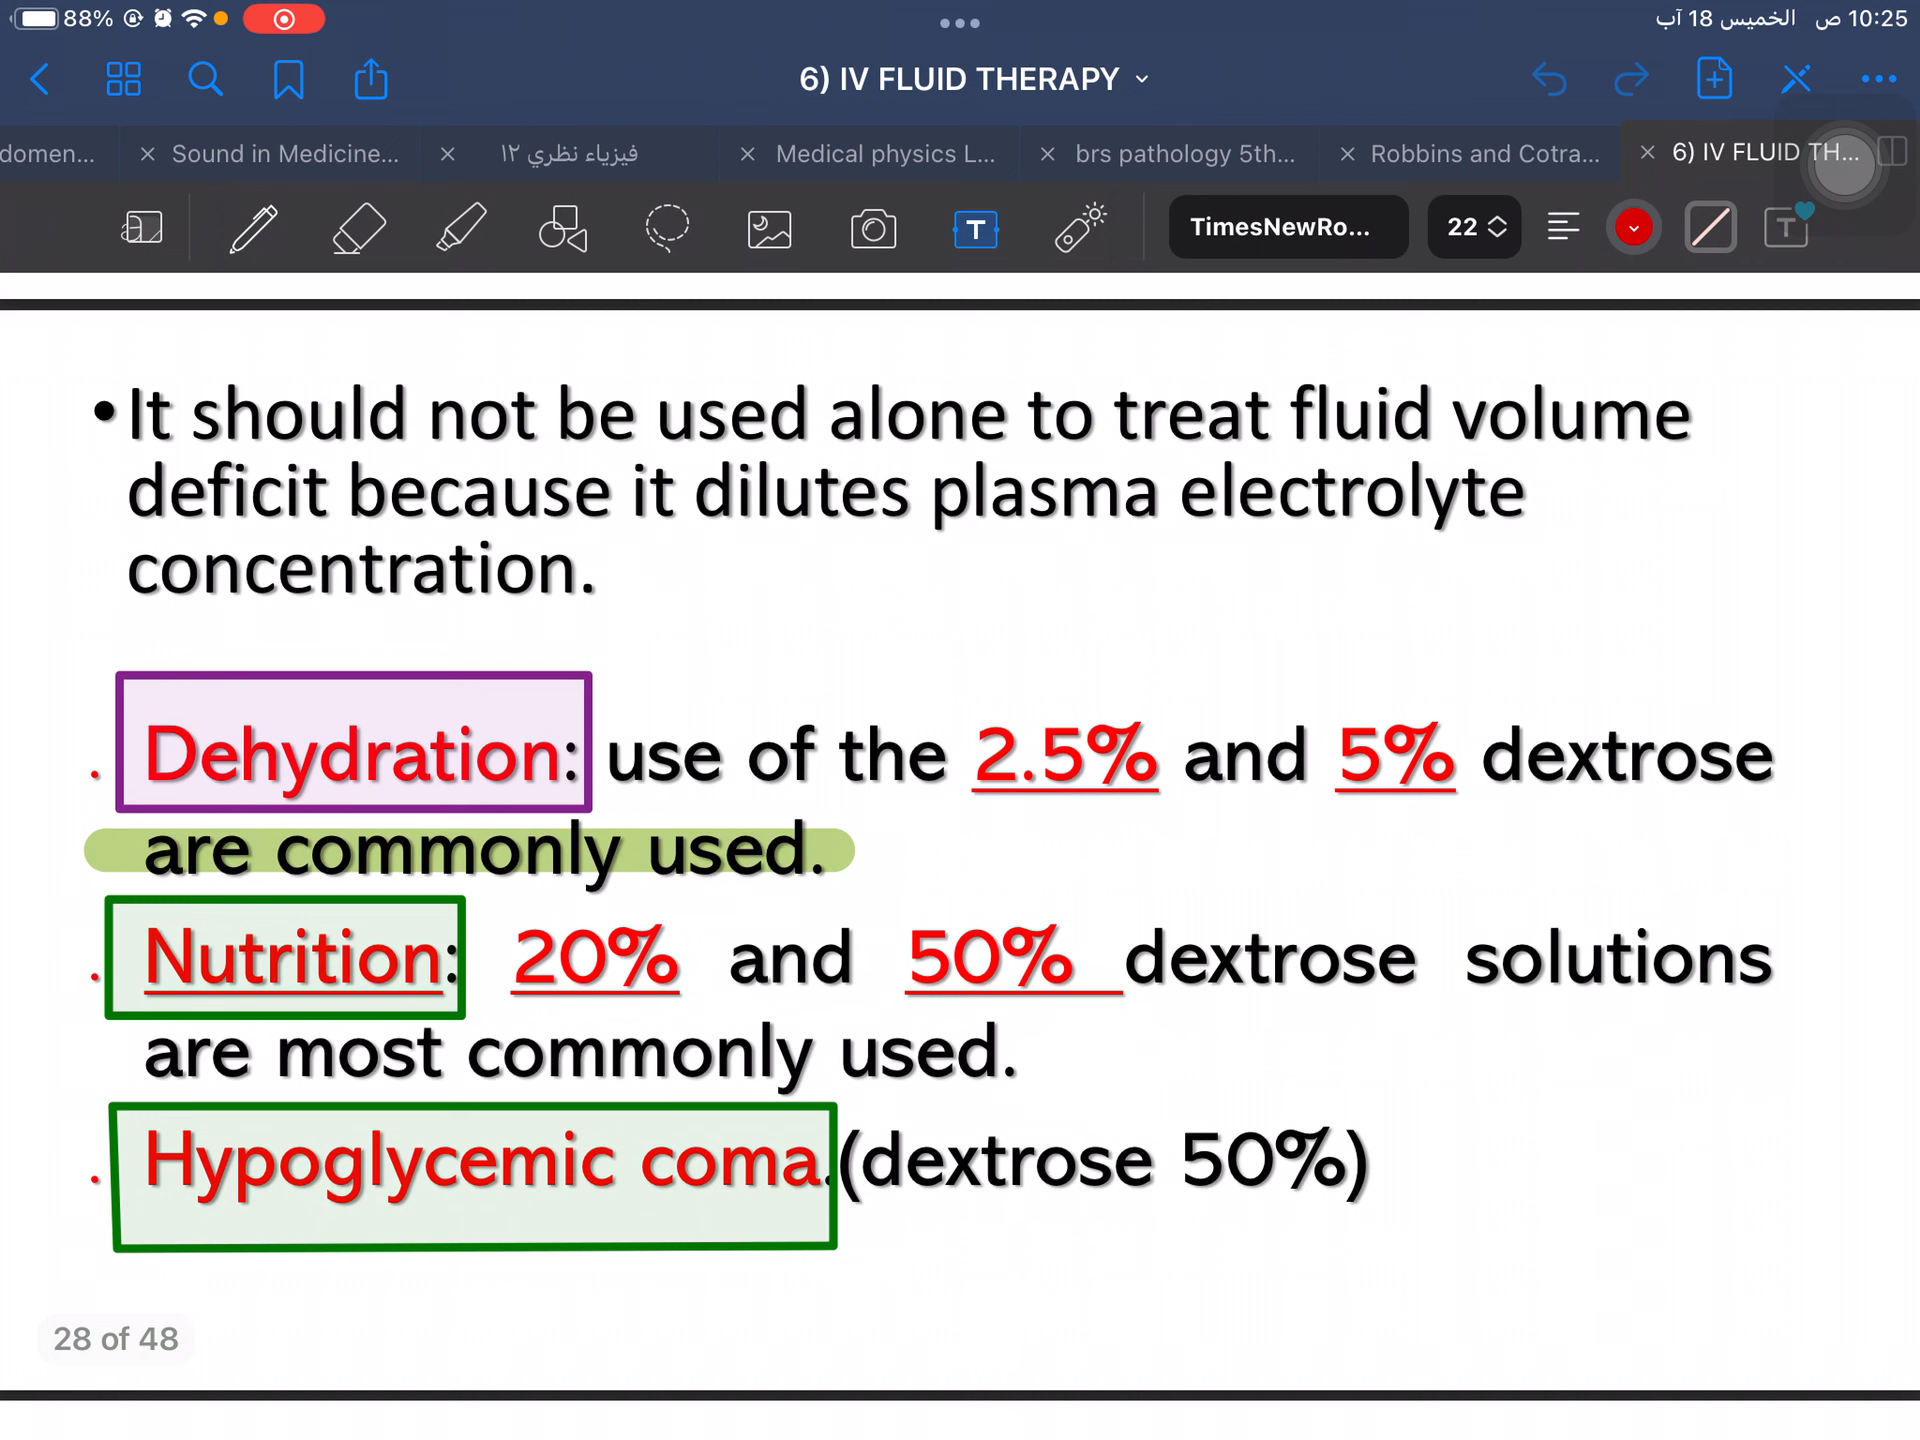 88%
10:25 ص الخميس 18 آب
6) IV FLUID THERAPY
domen...
Sound in Medicine...
فيزياء نظري ١٢
Medical physics L...
brs pathology 5th...
Robbins and Cotra...
6) IV FLUID TH...
TimesNewRo...
22
•It should not be used alone to treat fluid volume
deficit because it dilutes plasma electrolyte
concentration.
. Dehydration: use of the 2.5% and 5% dextrose
are commonly used.
. Nutrition: 20% and 50% dextrose solutions
are most commonly used.
. Hypoglycemic coma.(dextrose 50%)
28 of 48